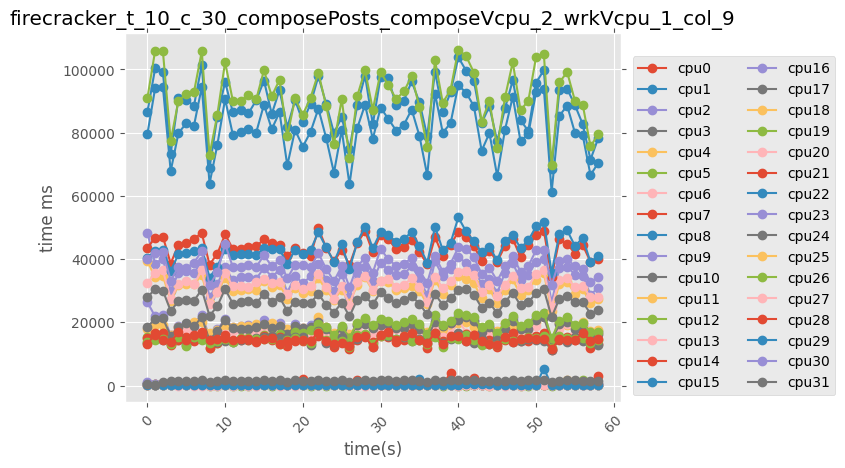 firecracker_t_10_c_30_composePosts_composeVcpu_2_wrkVcpu_1_col_9
100000
80000
60000
40000
20000
0
time ms
0 10 20 30 40 50 60
time(s)
cpu0 cpu16
cpu1 cpu17
cpu2 cpu18
cpu3 cpu19
cpu4 cpu20
cpu5 cpu21
cpu6 cpu22
cpu7 cpu23
cpu8 cpu24
cpu9 cpu25
cpu10 cpu26
cpu11 cpu27
cpu12 cpu28
cpu13 cpu29
cpu14 cpu30
cpu15 cpu31